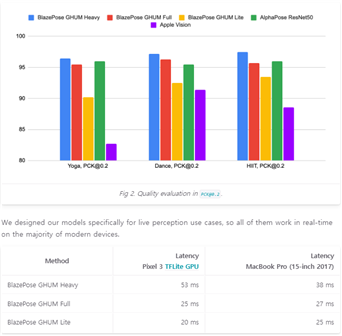 BlazePose GHUM Heavy BlazePose GHUM Full BlazePose GHUM Lite AlphaPose ResNet50
Apple Vision
100
95
90
85
80
Yoga, PCK@0.2 Dance, PCK@0.2 HIIT, PCK@0.2
Fig 2. Quality evaluation in PCK@0.2.
We designed our models specifically for live perception use cases, so all of them work in real-time
on the majority of modern devices.
Method Latency Latency
Pixel 3 TFLite GPU MacBook Pro (15-inch 2017)
BlazePose GHUM Heavy 53 ms 38 ms
BlazePose GHUM Full 25 ms 27 ms
BlazePose GHUM Lite 20 ms 25 ms